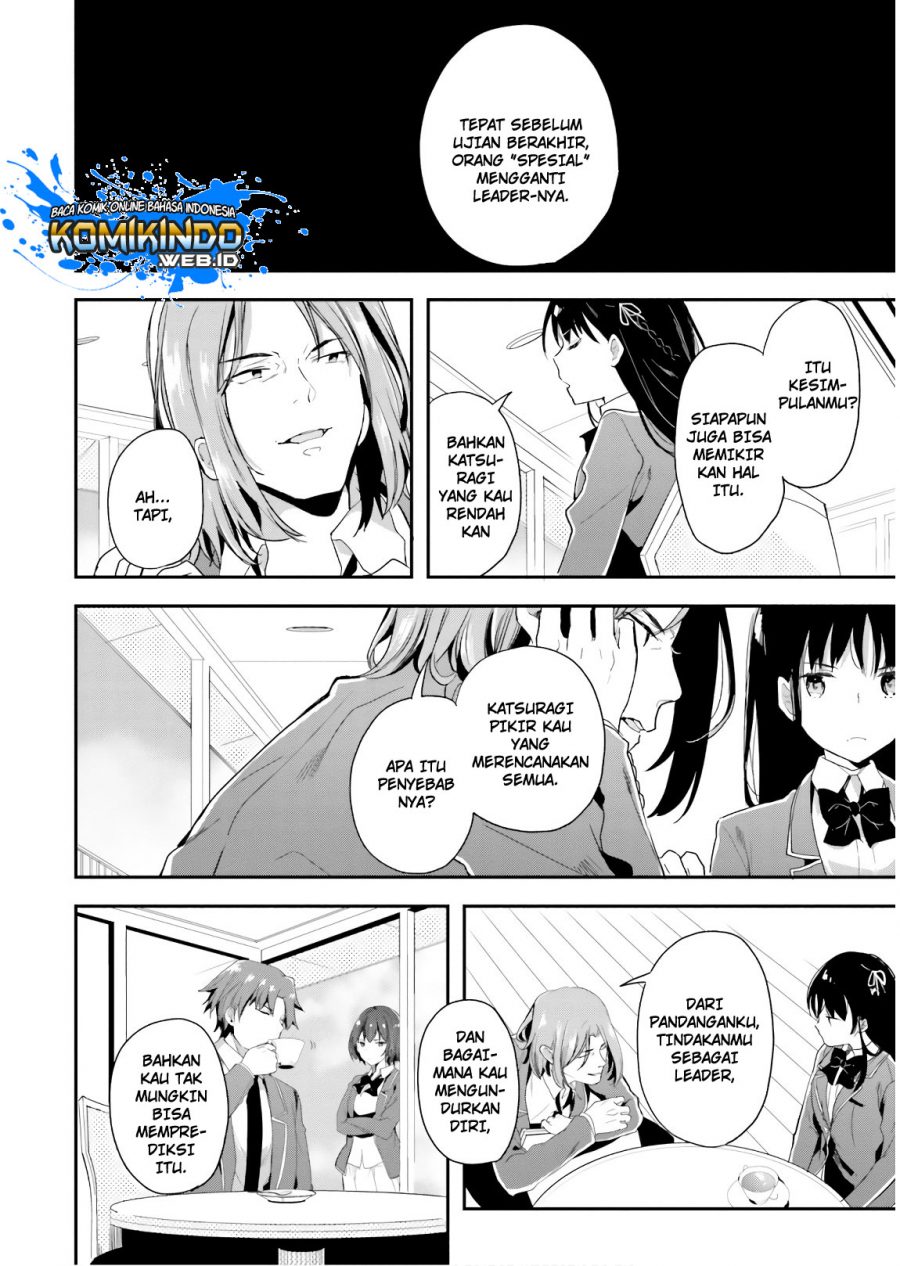 TEPAT SEBELUM
UJIAN BERAKHIR,
ORANG "SPESIAL"
MENGGANTI
LEADER-NYA.
BACA KOMIK ONLINE BAHASA INDONESIA
KOMIKINDO
WEB.ID
ITU
KESIM-
PULANMU?
SIAPAPUN
JUGA BISA
MEMIKIR
KAN HAL
ITU.
BAHKAN
KATSU-
RAGI
YANG KAU
RENDAH
KAN
AH...
TAPI,
KATSURAGI
PIKIR KAU
YANG
MERENCANAKAN
SEMUA.
APA ITU
PENYEBAB
NYA?
DARI
PANDANGANKU,
TINDAKANMU
SEBAGAI
LEADER,
DAN
BAGAI-
MANA KAU
MENGUN-
DURKAN
DIRI,
BAHKAN
KAU TAK
MUNGKIN
BISA
MEMPRE-
DIKSI
ITU.